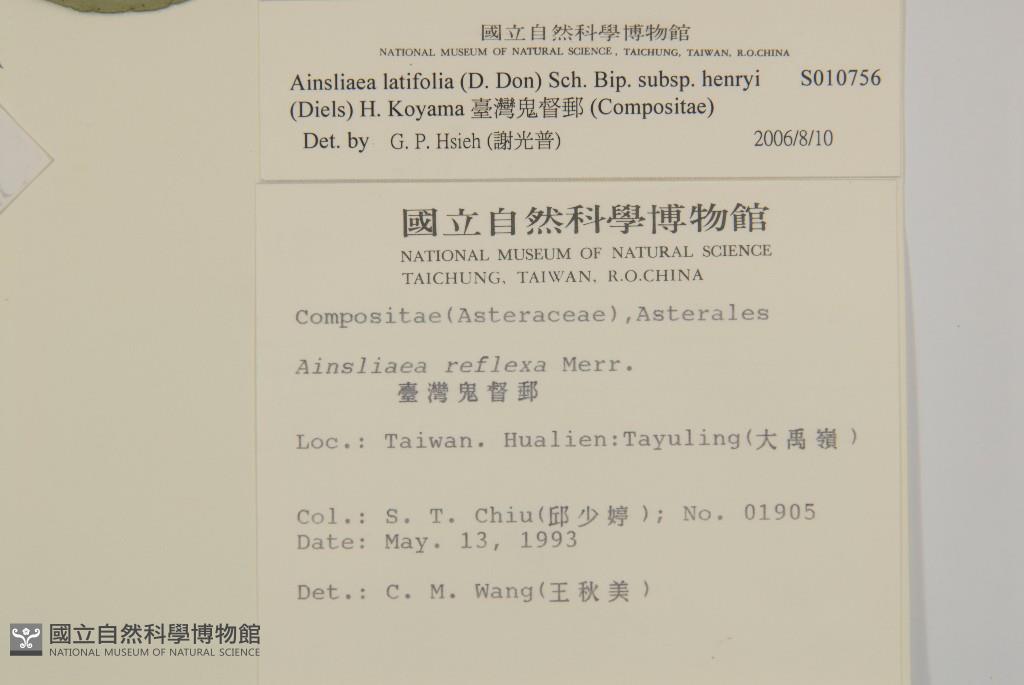 國立自然科學博物館
NATIONAL MUSEUM OF NATURAL SCIENCE, TAICHUNG, TAIWAN, R.O.CHINA
Ainsliaea latifolia (D. Don) Sch. Bip. subsp. henryi S010756
(Diels) H. Koyama 臺灣鬼督郵 (Compositae)
Det. by G. P. Hsieh (謝光普) 2006/8/10
國立自然科學博物館
NATIONAL MUSEUM OF NATURAL SCIENCE
TAICHUNG, TAIWAN, R.O.CHINA
Compositae(Asteraceae),Asterales
Ainsliaea reflexa Merr.
臺灣鬼督郵
Loc.: Taiwan. Hualien:Tayuling(大禹嶺)
Col.: S. T. Chiu(邱少婷); No. 01905
Date: May. 13, 1993
Det.: C. M. Wang(王秋美)
國立自然科學博物館
NATIONAL MUSEUM OF NATURAL SCIENCE